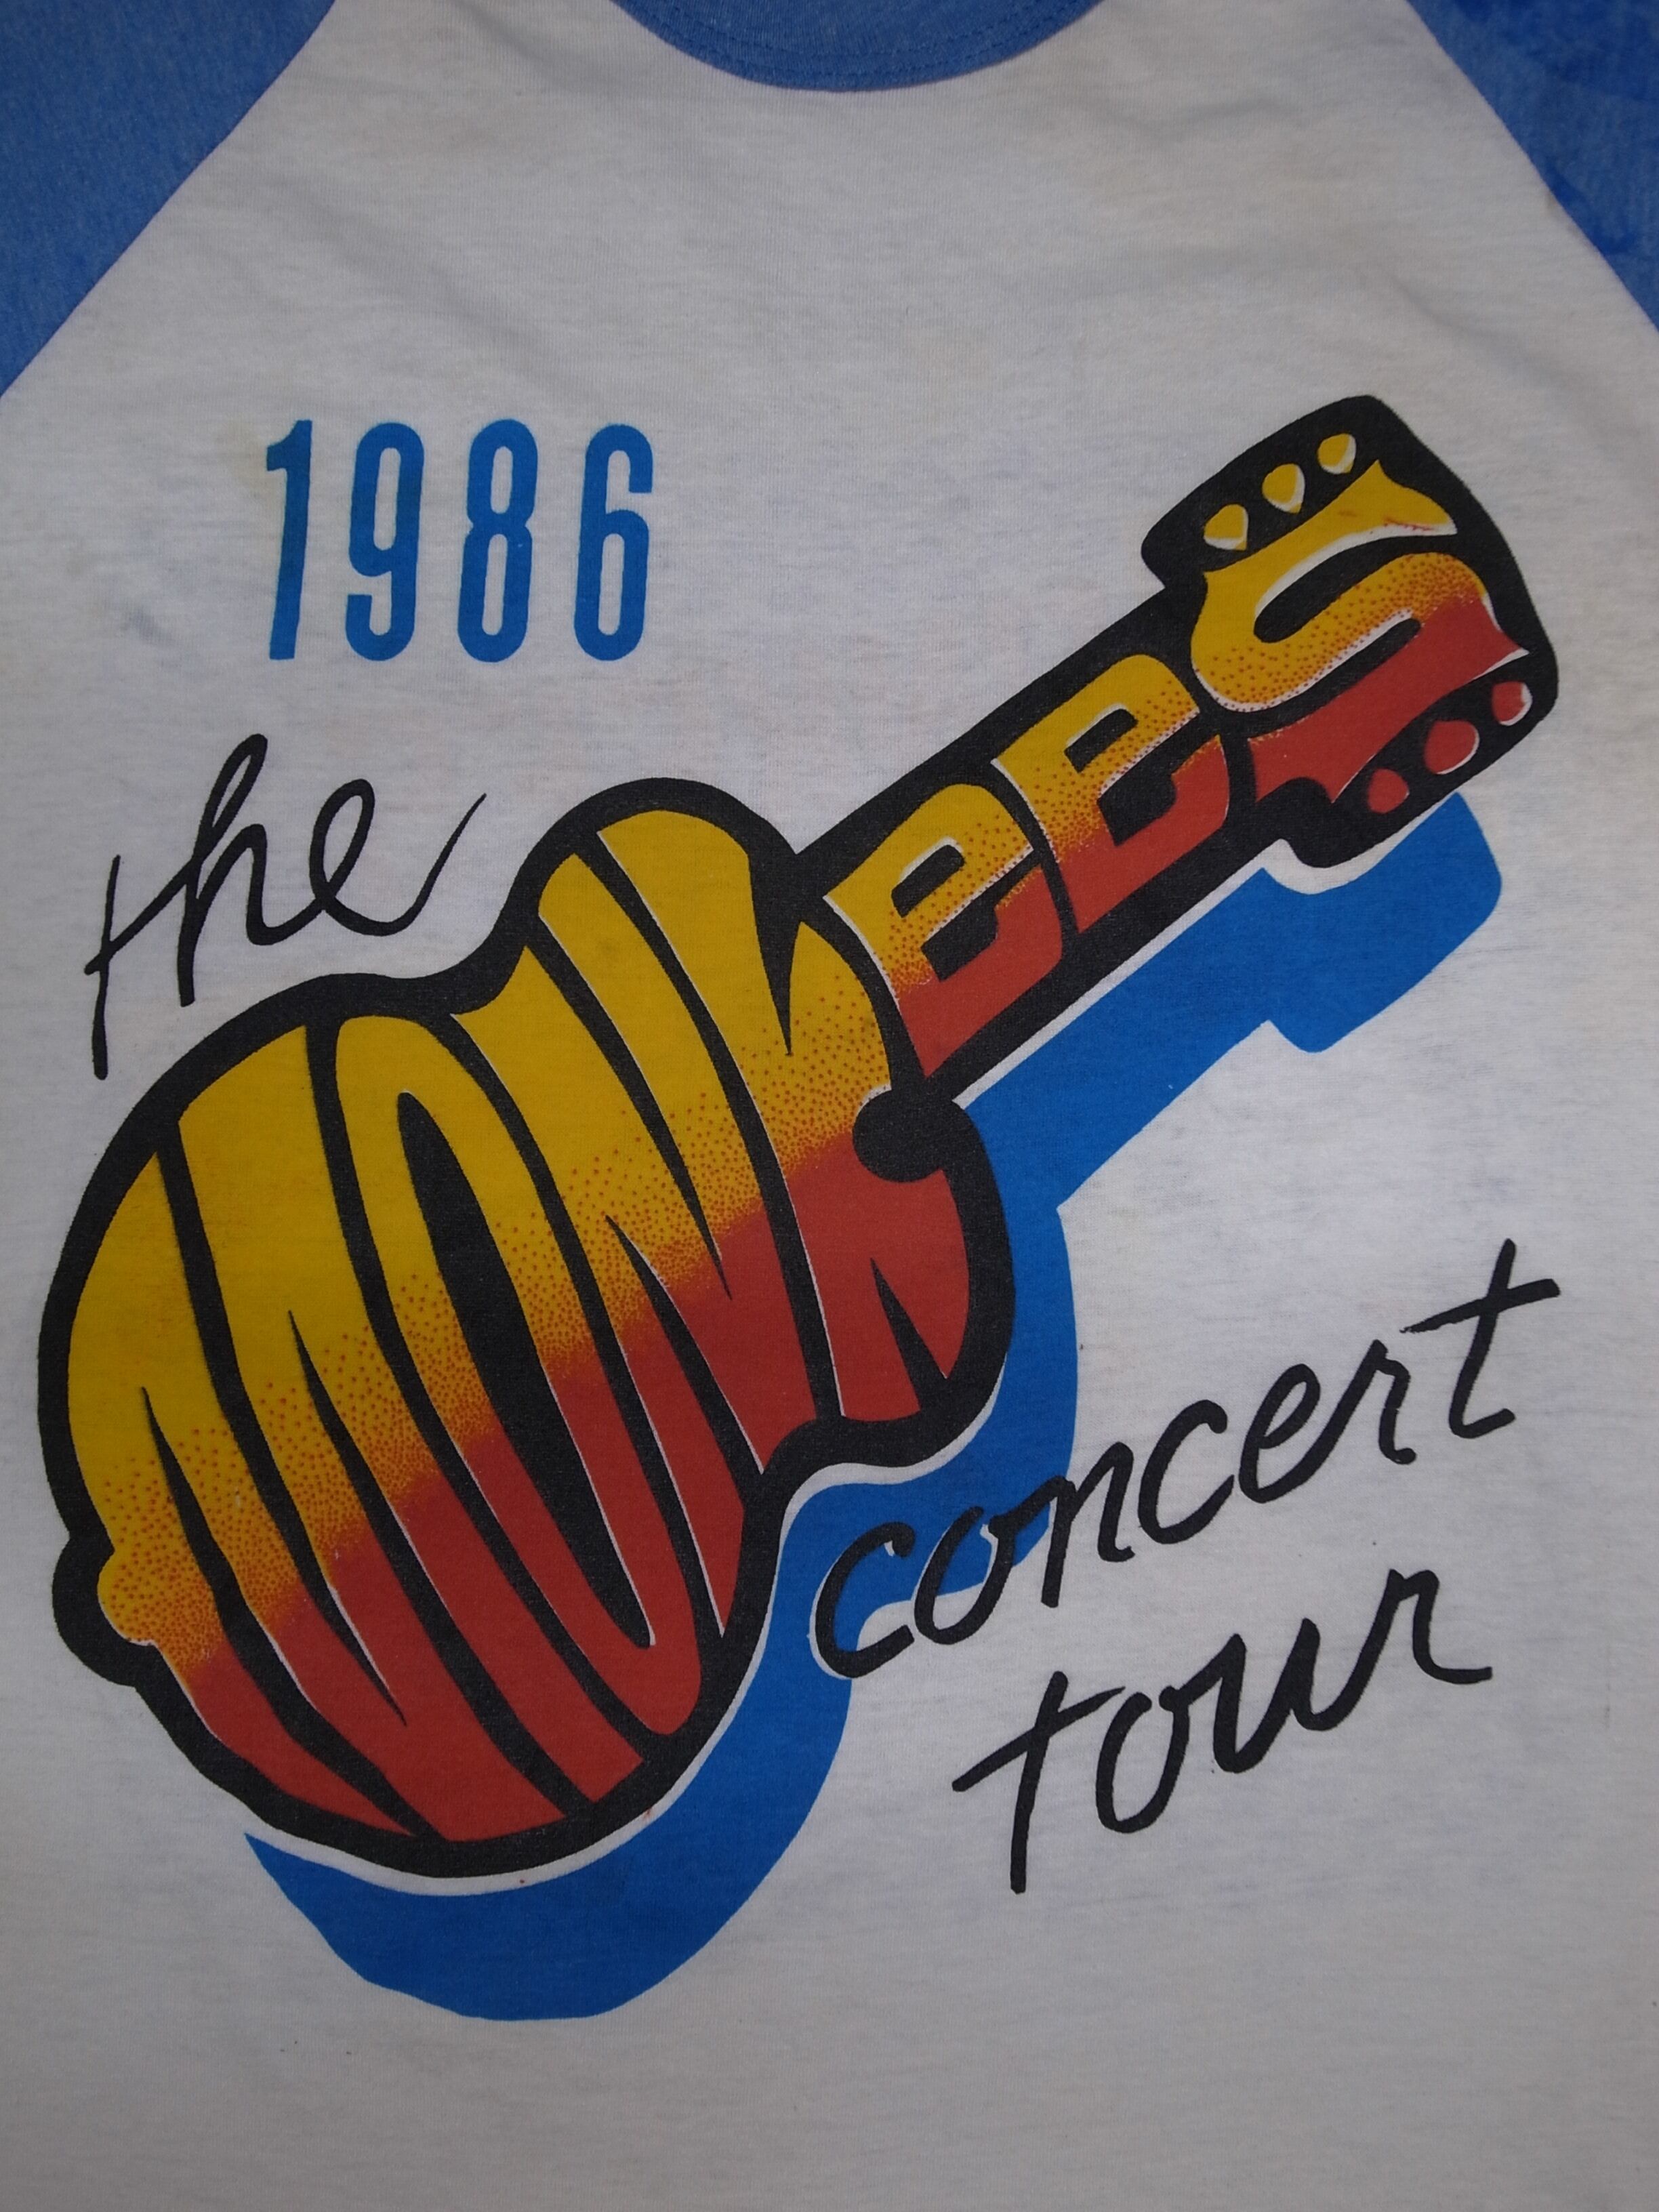 1986
the
MONKEES
concert
tour